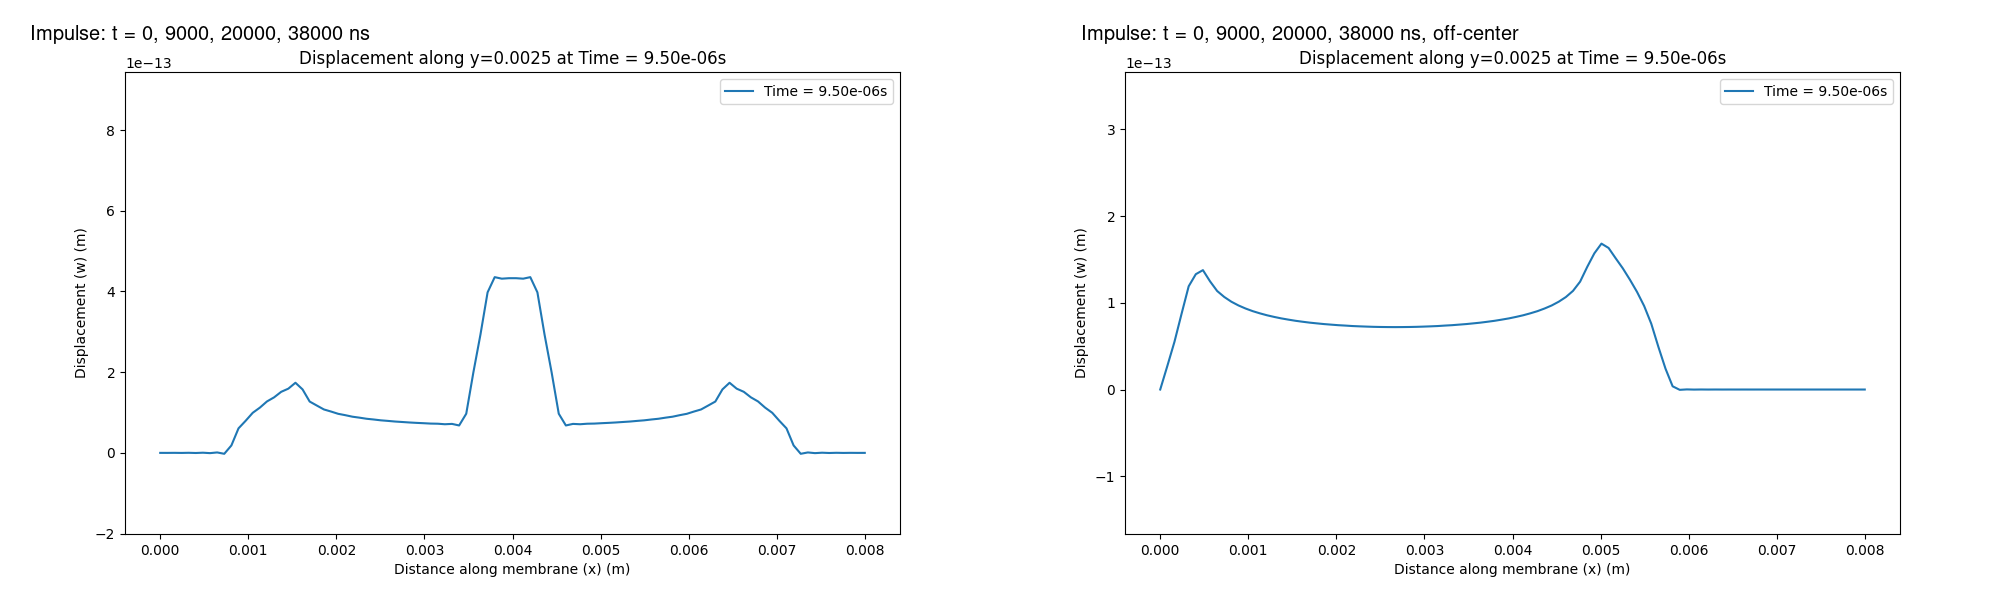 Impulse: t = 0, 9000, 20000, 38000 ns
Displacement along y=0.0025 at Time = 9.50e-06s
1e−13
Time = 9.50e-06s
8
6
4
2
0
−2
Displacement (w) (m)
0.000 0.001 0.002 0.003 0.004 0.005 0.006 0.007 0.008
Distance along membrane (x) (m)
Impulse: t = 0, 9000, 20000, 38000 ns, off-center
Displacement along y=0.0025 at Time = 9.50e-06s
1e−13
Time = 9.50e-06s
3
2
1
0
−1
Displacement (w) (m)
0.000 0.001 0.002 0.003 0.004 0.005 0.006 0.007 0.008
Distance along membrane (x) (m)